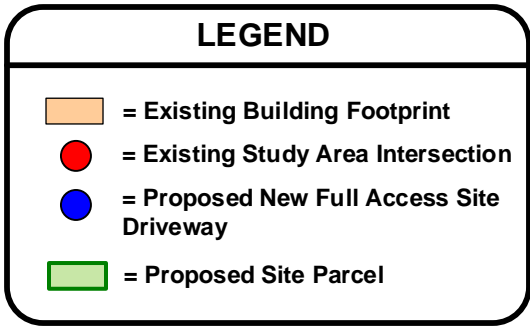 LEGEND
= Existing Building Footprint
= Existing Study Area Intersection
= Proposed New Full Access Site
Driveway
= Proposed Site Parcel